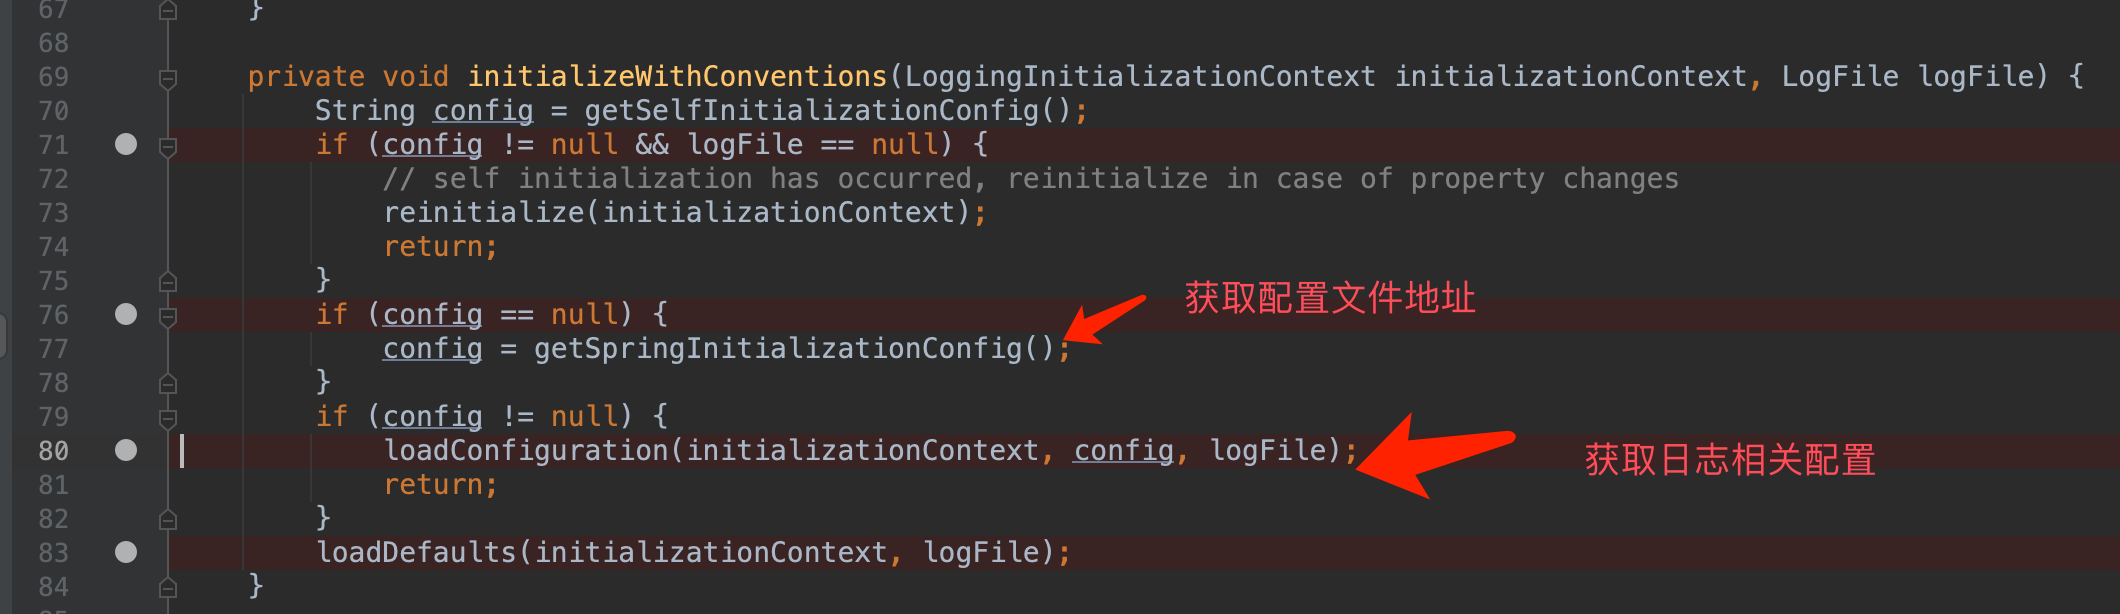 67 }
68
69 private void initializeWithConventions(LoggingInitializationContext initializationContext, LogFile logFile) {
70 String config = getSelfInitializationConfig();
71 if (config != null && logFile == null) {
72 // self initialization has occurred, reinitialize in case of property changes
73 reinitialize(initializationContext);
74 return;
75 }
获取配置文件地址
76 if (config == null) {
77 config = getSpringInitializationConfig();
78 }
79 if (config != null) {
80 loadConfiguration(initializationContext, config, logFile);
获取日志相关配置
81 return;
82 }
83 loadDefaults(initializationContext, logFile);
84 }